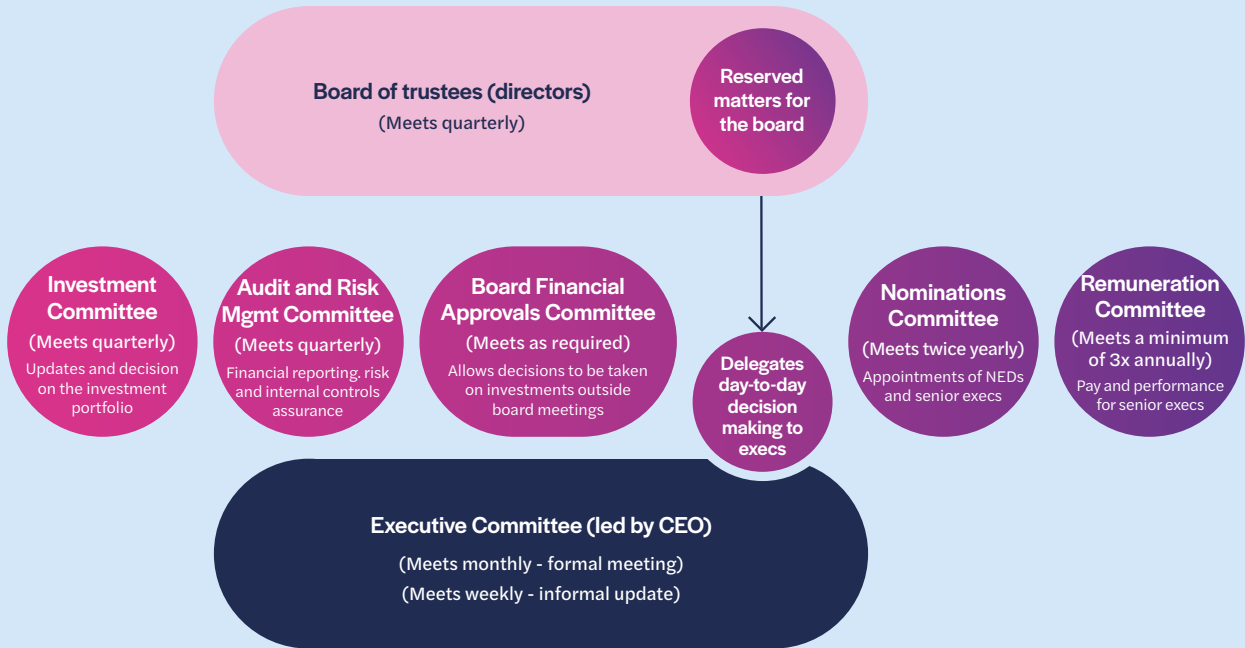 Board of trustees (directors)
(Meets quarterly)
Reserved
matters for
the board
Investment
Committee
(Meets quarterly)
Updates and decision
on the investment
portfolio
Audit and Risk
Mgmt Committee
(Meets quarterly)
Financial reporting. risk
and internal controls
assurance
Board Financial
Approvals Committee
(Meets as required)
Allows decisions to be taken
on investments outside
board meetings
Delegates
day-to-day
decision
making to
execs
Nominations
Committee
(Meets twice yearly)
Appointments of NEDs
and senior execs
Remuneration
Committee
(Meets a minimum
of 3x annually)
Pay and performance
for senior execs
Executive Committee (led by CEO)
(Meets monthly - formal meeting)
(Meets weekly - informal update)